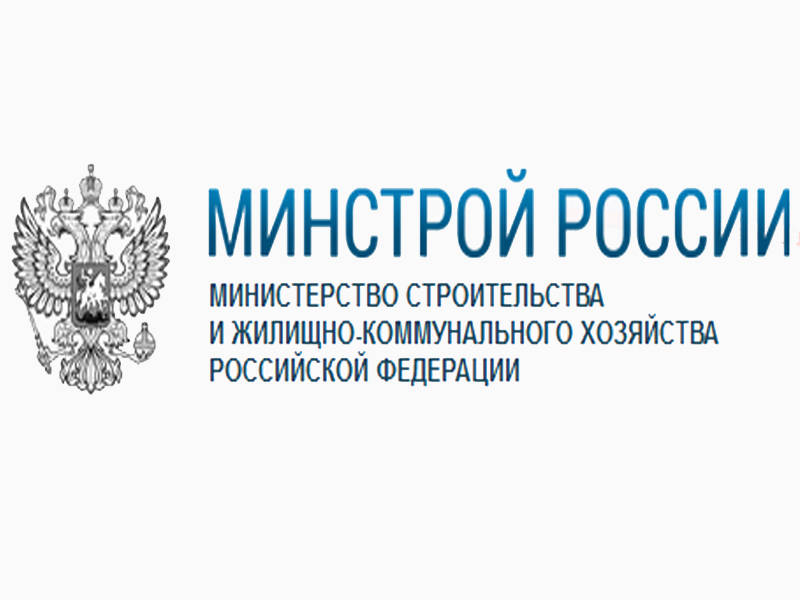 МИНСТРОЙ РОССИИ
МИНИСТЕРСТВО СТРОИТЕЛЬСТВА
И ЖИЛИЩНО-КОММУНАЛЬНОГО ХОЗЯЙСТВА
РОССИЙСКОЙ ФЕДЕРАЦИИ